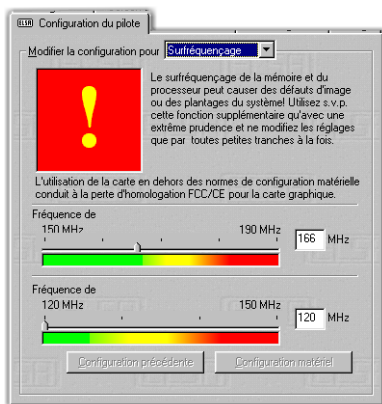 ELSA Configuration du pilote
Modifier la configuration pour Surfréquençage
Le surfréquençage de la mémoire et du
processeur peut causer des défauts d'image
ou des plantages du système! Utilisez s.v.p.
cette fonction supplémentaire qu'avec une
extrême prudence et ne modifiez les réglages
que par toutes petites tranches à la fois.
L'utilisation de la carte en dehors des normes de configuration matérielle
conduit à la perte d'homologation FCC/CE pour la carte graphique.
Fréquence de
150 MHz 190 MHz
166 MHz
Fréquence de
120 MHz 150 MHz
120 MHz
Configuration précédente Configuration matériel